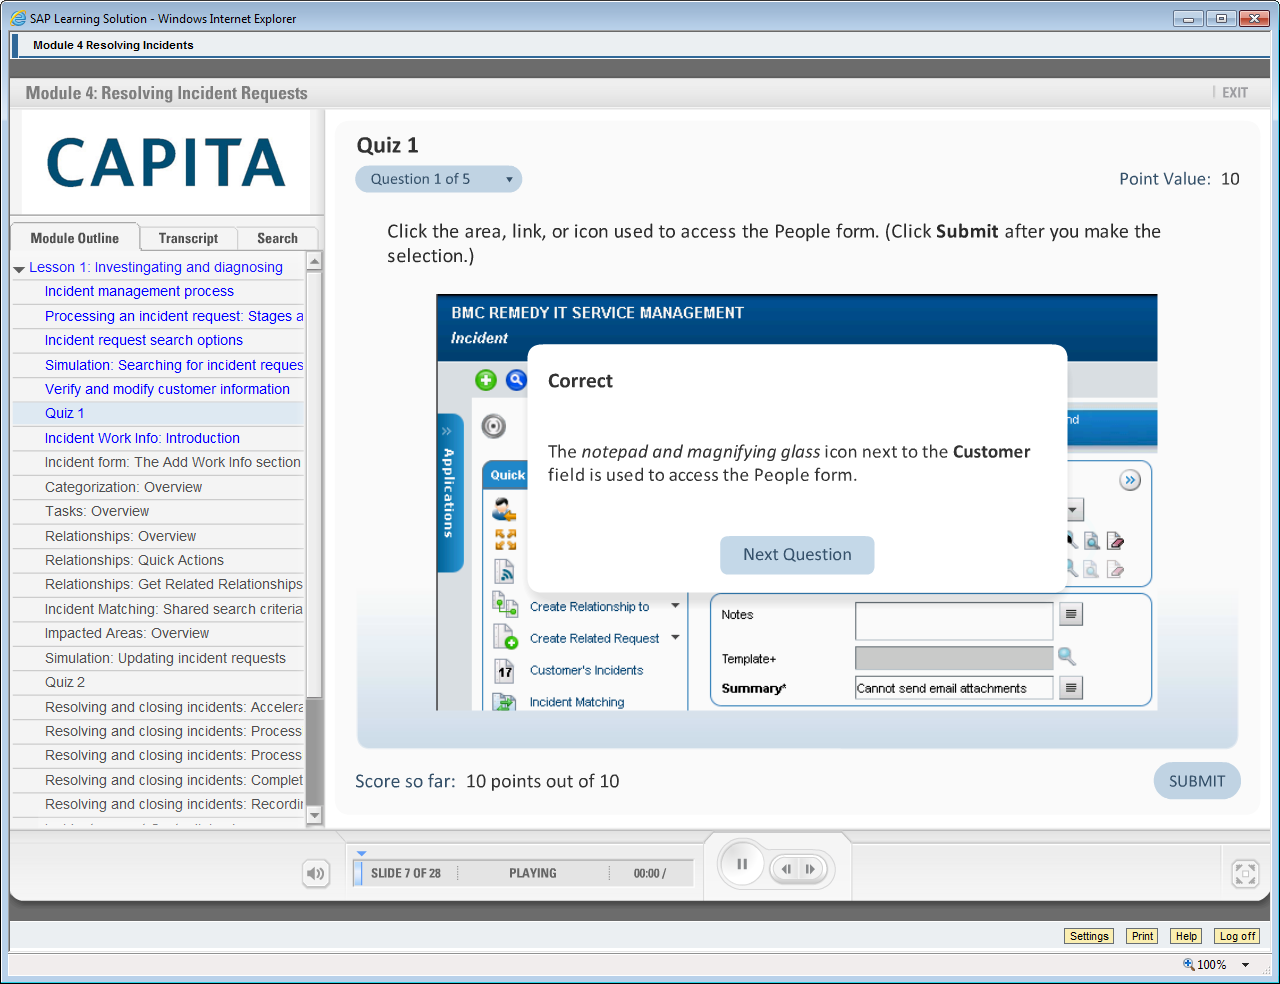 SAP Learning Solution - Windows Internet Explorer
Module 4 Resolving Incidents
Module 4: Resolving Incident Requests
EXIT
CAPITA
Module Outline
Transcript
Search
Lesson 1: Investingating and diagnosing
Incident management process
Processing an incident request: Stages a
Incident request search options
Simulation: Searching for incident reques
Verify and modify customer information
Quiz 1
Incident Work Info: Introduction
Incident form: The Add Work Info section
Categorization: Overview
Tasks: Overview
Relationships: Overview
Relationships: Quick Actions
Relationships: Get Related Relationships
Incident Matching: Shared search criteria
Impacted Areas: Overview
Simulation: Updating incident requests
Quiz 2
Resolving and closing incidents: Accelera
Resolving and closing incidents: Process
Resolving and closing incidents: Process
Resolving and closing incidents: Complet
Resolving and closing incidents: Recordin
Quiz 1
Question 1 of 5
Point Value: 10
Click the area, link, or icon used to access the People form. (Click Submit after you make the
selection.)
BMC REMEDY IT SERVICE MANAGEMENT
Incident
Applications
Quick
nd
Correct
The notepad and magnifying glass icon next to the Customer
field is used to access the People form.
Next Question
Create Relationship to
Create Related Request
17
Customer's Incidents
Incident Matching
Notes
Template+
Summary*
Cannot send email attachments
Score so far: 10 points out of 10
SUBMIT
SLIDE 7 OF 28
PLAYING
00:00 /
Settings
Print
Help
Log off
100%